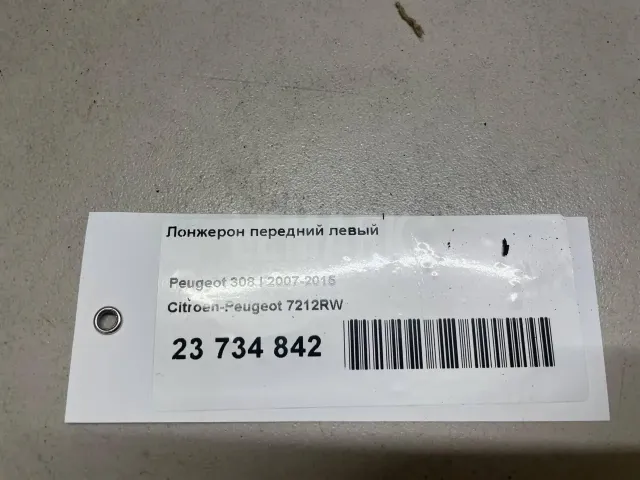 Лонжерон передний левый
Peugeot 308 I 2007-2015
Citroen-Peugeot 7212RW
23 734 842